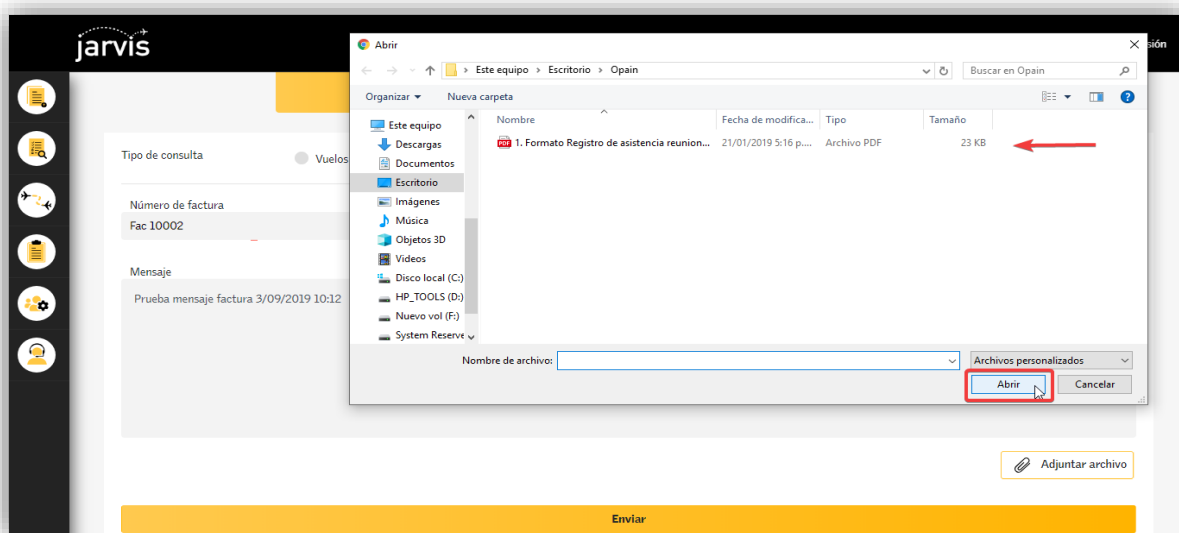 jarvis
sión
Abrir
Este equipo > Escritorio > Opain
Buscar en Opain
Organizar
Nueva carpeta
Nombre
Fecha de modifica...
Tipo
Tamaño
Este equipo
Descargas
Documentos
Escritorio
Imágenes
Música
Objetos 3D
Videos
Disco local (C:)
HP_TOOLS (D:)
Nuevo vol (F:)
System Reserve
PDF 1. Formato Registro de asistencia reunion...
21/01/2019 5:16 p....
Archivo PDF
23 KB
Nombre de archivo:
Archivos personalizados
Abrir
Cancelar
Tipo de consulta
Vuelos
Número de factura
Fac 10002
Mensaje
Prueba mensaje factura 3/09/2019 10:12
Adjuntar archivo
Enviar